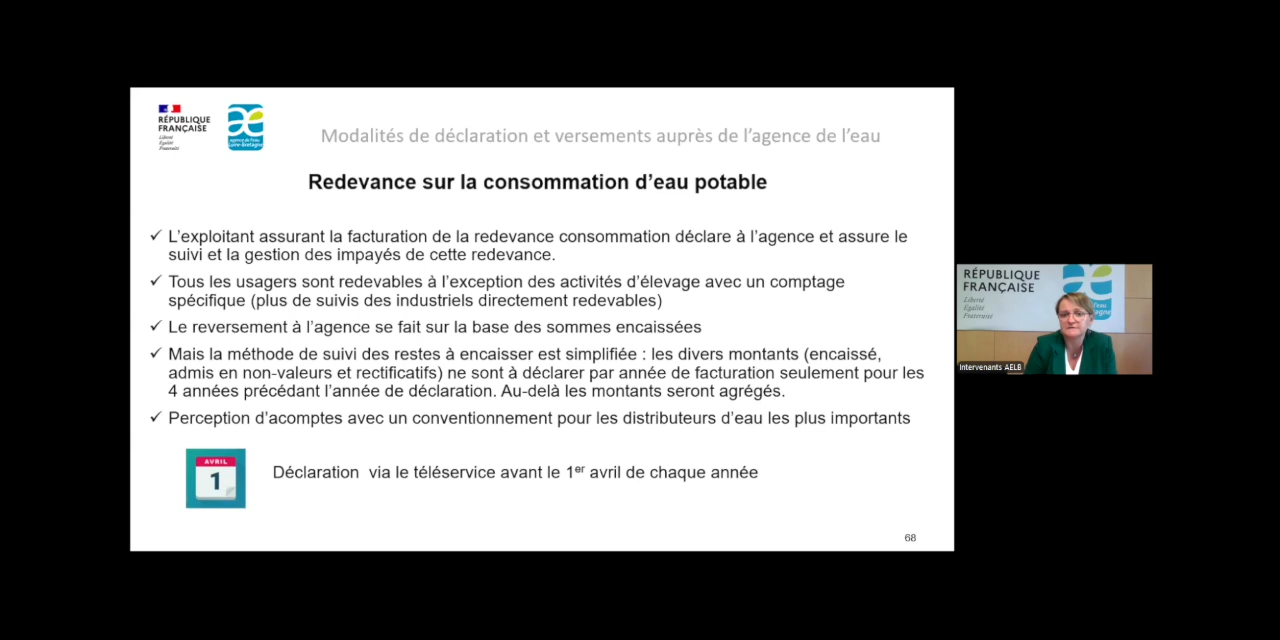 RÉPUBLIQUE
FRANÇAISE
Liberté
Égalité
Fraternité
agence de l'eau
Loire-Bretagne
Modalités de déclaration et versements auprès de l'agence de l'eau
Redevance sur la consommation d'eau potable
✓ L'exploitant assurant la facturation de la redevance consommation déclare à l'agence et assure le
suivi et la gestion des impayés de cette redevance.
✓ Tous les usagers sont redevables à l'exception des activités d'élevage avec un comptage
spécifique (plus de suivis des industriels directement redevables)
✓ Le reversement à l'agence se fait sur la base des sommes encaissées
✓ Mais la méthode de suivi des restes à encaisser est simplifiée : les divers montants (encaissé,
admis en non-valeurs et rectificatifs) ne sont à déclarer par année de facturation seulement pour les
4 années précédant l'année de déclaration. Au-delà les montants seront agrégés.
✓ Perception d'acomptes avec un conventionnement pour les distributeurs d'eau les plus importants
AVRIL
1
Déclaration via le téléservice avant le 1er avril de chaque année
68
RÉPUBLIQUE
FRANÇAISE
Liberté
Égalité
Fraternité
Intervenants AELB